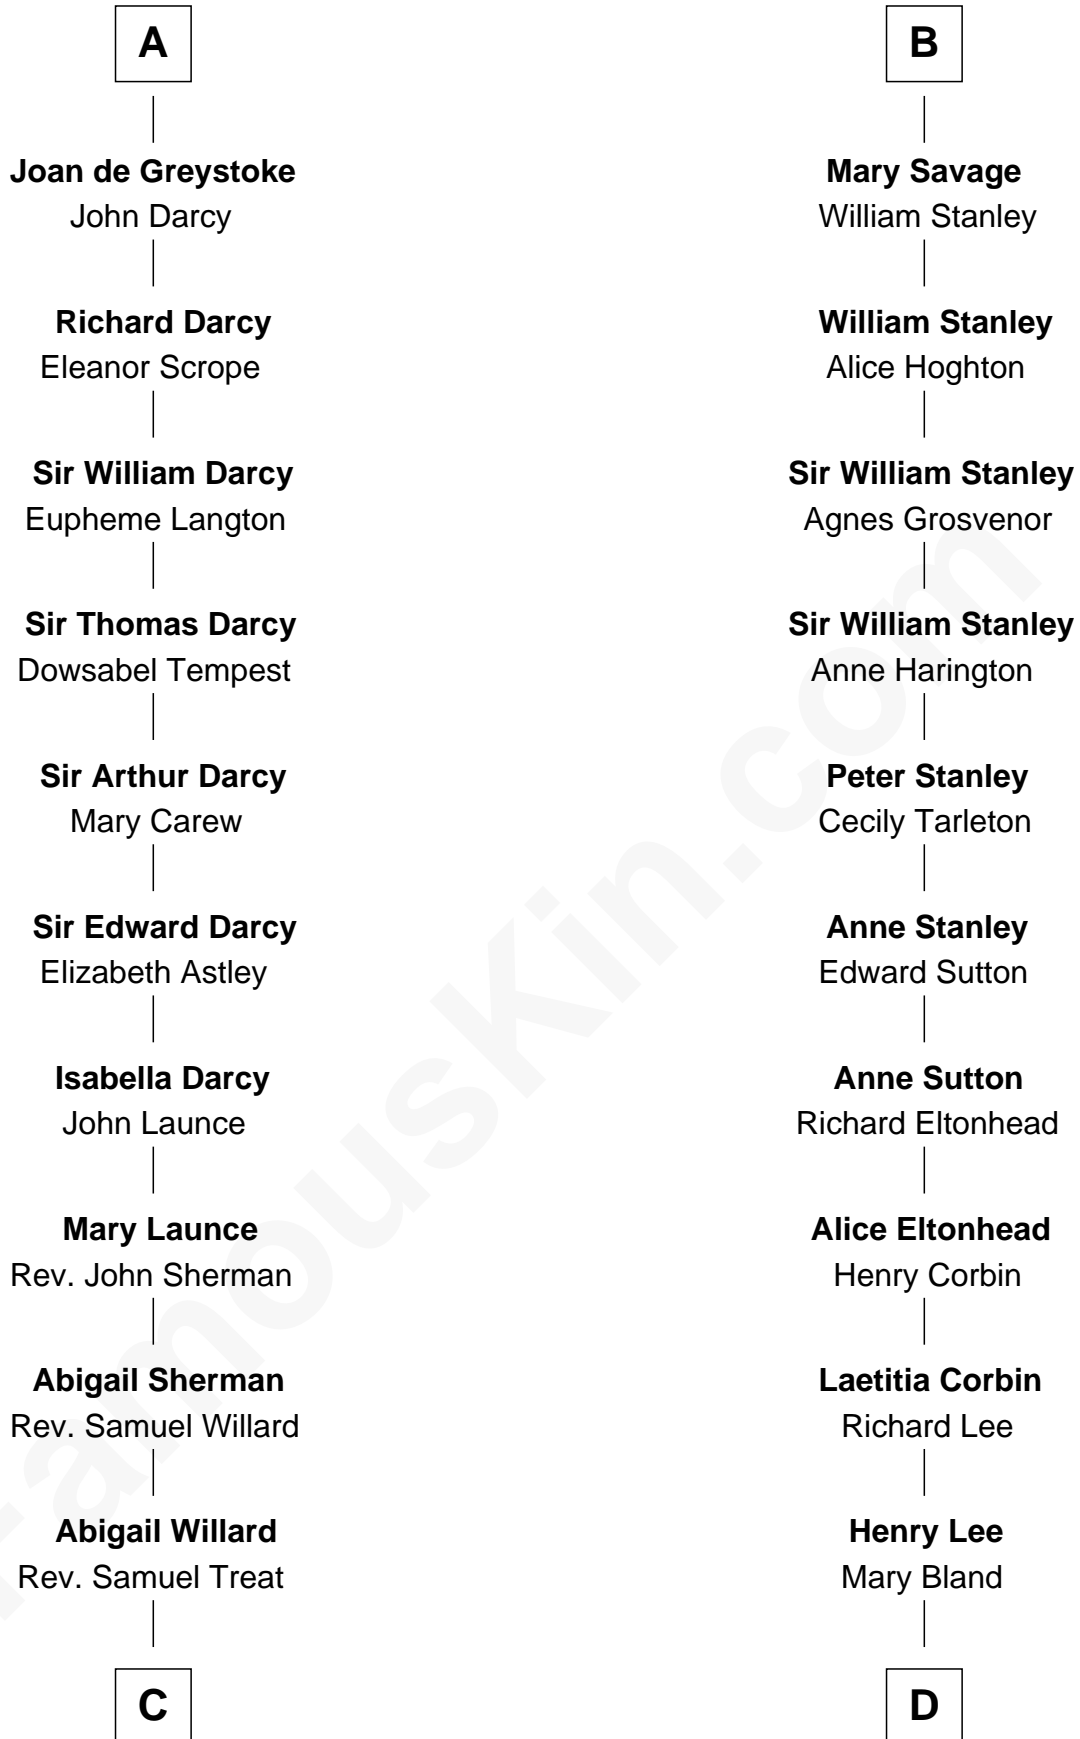 A
Joan de Greystoke
John Darcy
Richard Darcy
Eleanor Scrope
Sir William Darcy
Eupheme Langton
Sir Thomas Darcy
Dowsabel Tempest
Sir Arthur Darcy
Mary Carew
Sir Edward Darcy
Elizabeth Astley
Isabella Darcy
John Launce
Mary Launce
Rev. John Sherman
Abigail Sherman
Rev. Samuel Willard
Abigail Willard
Rev. Samuel Treat
C
B
Mary Savage
William Stanley
William Stanley
Alice Hoghton
Sir William Stanley
Agnes Grosvenor
Sir William Stanley
Anne Harington
Peter Stanley
Cecily Tarleton
Anne Stanley
Edward Sutton
Anne Sutton
Richard Eltonhead
Alice Eltonhead
Henry Corbin
Laetitia Corbin
Richard Lee
Henry Lee
Mary Bland
D
FamousKin.com